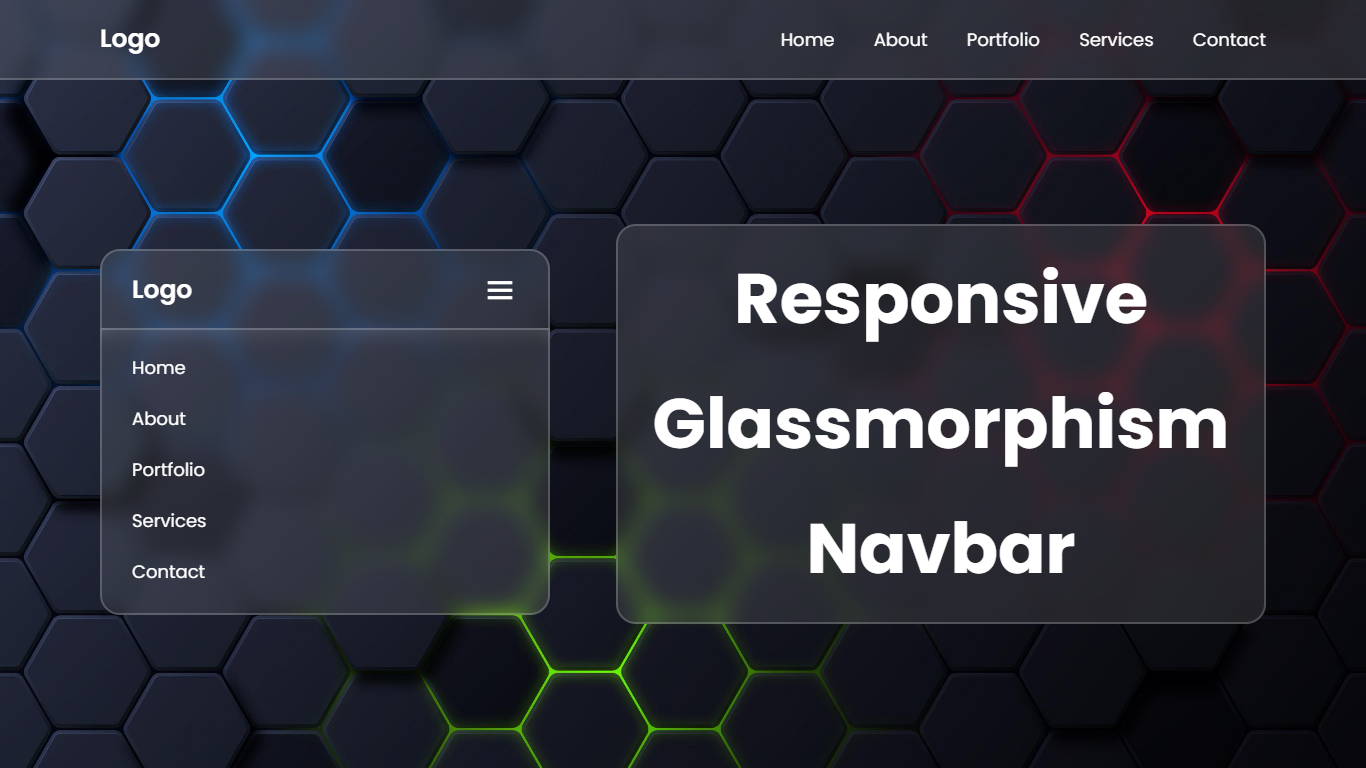 Logo
Home About Portfolio Services Contact
Logo
Home
About
Portfolio
Services
Contact
Responsive
Glassmorphism
Navbar